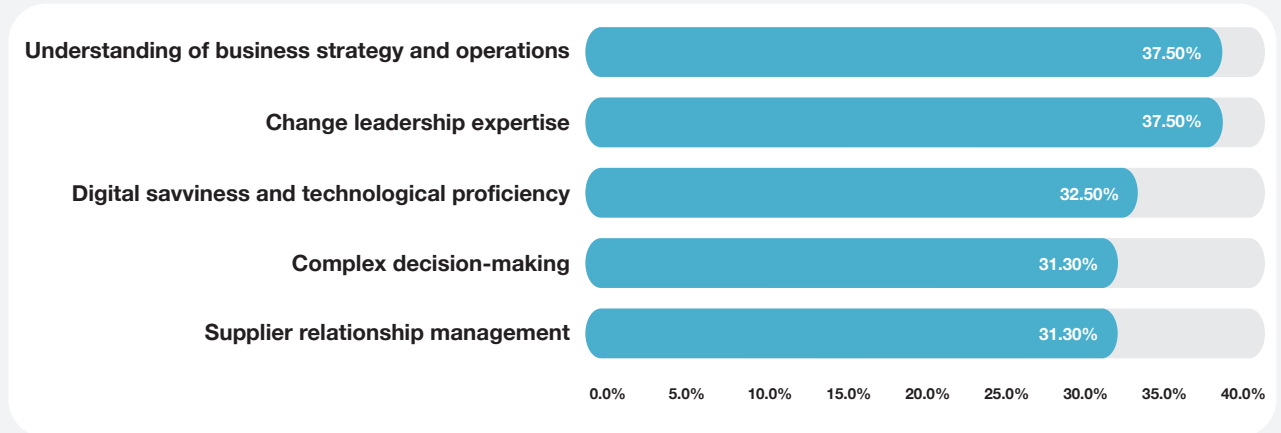 Understanding of business strategy and operations 37.50%
Change leadership expertise 37.50%
Digital savviness and technological proficiency 32.50%
Complex decision-making 31.30%
Supplier relationship management 31.30%
0.0% 5.0% 10.0% 15.0% 20.0% 25.0% 30.0% 35.0% 40.0%